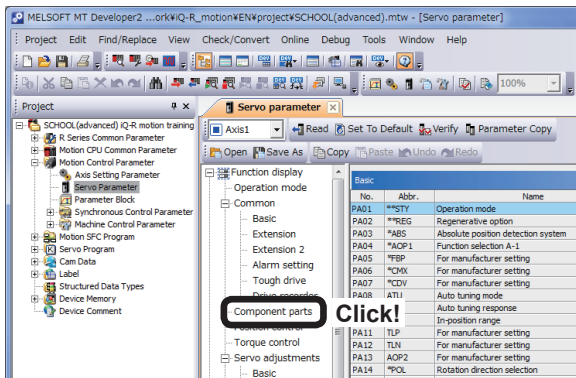 MELSOFT MT Developer2 ...ork¥iQ-R_motion¥EN¥project¥SCHOOL(advanced).mtw - [Servo parameter]
Project Edit Find/Replace View Check/Convert Online Debug Tools Window Help
100%
Project
SCHOOL(advanced) iQ-R motion training
R Series Common Parameter
Motion CPU Common Parameter
Motion Control Parameter
Axis Setting Parameter
Servo Parameter
Parameter Block
Synchronous Control Parameter
Machine Control Parameter
Motion SFC Program
Servo Program
Cam Data
Label
Structured Data Types
Device Memory
Device Comment
Servo parameter
Axis1 Read Set To Default Verify Parameter Copy
Open Save As Copy Paste Undo Redo
Function display
Operation mode
Common
Basic
Extension
Extension 2
Alarm setting
Tough drive
Drive recorder
Component parts
Position control
Torque control
Servo adjustments
Basic
Click!
Basic
No. Abbr. Name
PA01 **STY Operation mode
PA02 **REG Regenerative option
PA03 *ABS Absolute position detection system
PA04 *AOP1 Function selection A-1
PA05 *FBP For manufacturer setting
PA06 *CMX For manufacturer setting
PA07 *CDV For manufacturer setting
PA08 ATU Auto tuning mode
Auto tuning response
In-position range
PA11 TLP For manufacturer setting
PA12 TLN For manufacturer setting
PA13 AOP2 For manufacturer setting
PA14 *POL Rotation direction selection